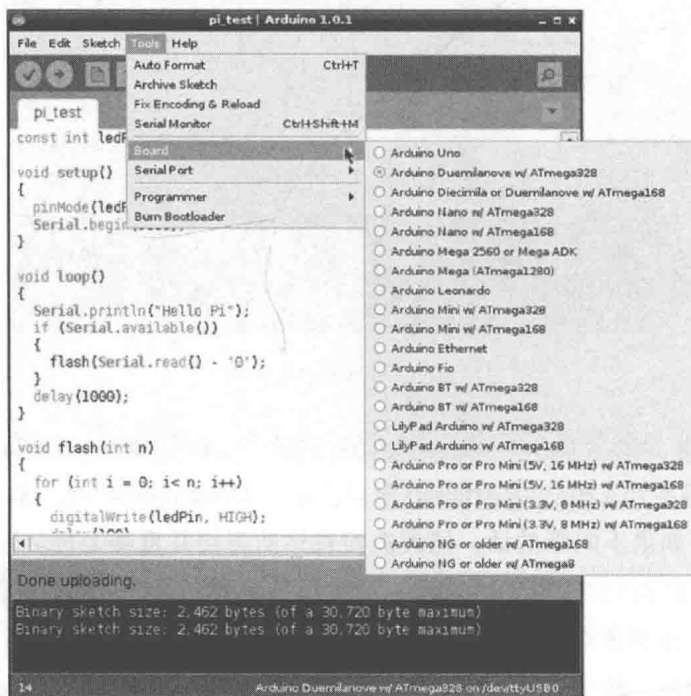 pi_test | Arduino 1.0.1
File Edit Sketch Tools Help
Auto Format Ctrl+T
Archive Sketch
Fix Encoding & Reload
Serial Monitor Ctrl+Shift+M
Board
Serial Port
Programmer
Burn Bootloader
Arduino Uno
Arduino Duemilanove w/ ATmega328
Arduino Diecimila or Duemilanove w/ ATmega168
Arduino Nano w/ ATmega328
Arduino Nano w/ ATmega168
Arduino Mega 2560 or Mega ADK
Arduino Mega (ATmega1280)
Arduino Leonardo
Arduino Mini w/ ATmega328
Arduino Mini w/ ATmega168
Arduino Ethernet
Arduino Fio
Arduino BT w/ ATmega328
Arduino BT w/ ATmega168
LilyPad Arduino w/ ATmega328
LilyPad Arduino w/ ATmega168
Arduino Pro or Pro Mini (5V, 16 MHz) w/ ATmega328
Arduino Pro or Pro Mini (5V, 16 MHz) w/ ATmega168
Arduino Pro or Pro Mini (3.3V, 8 MHz) w/ ATmega328
Arduino Pro or Pro Mini (3.3V, 8 MHz) w/ ATmega168
Arduino NG or older w/ ATmega168
Arduino NG or older w/ ATmega8
pi_test
const int ledP
void setup()
{
pinMode(ledP
Serial.begin
}
void loop()
{
Serial.println("Hello Pi");
if (Serial.available())
{
flash(Serial.read() - '0');
}
delay(1000);
}
void flash(int n)
{
for (int i = 0; i< n; i++)
{
digitalWrite(ledPin, HIGH);
Done uploading.
Binary sketch size: 2,462 bytes (of a 30,720 byte maximum)
Binary sketch size: 2,462 bytes (of a 30,720 byte maximum)
14 Arduino Duemilanove w/ ATmega328 on /dev/ttyUSB0